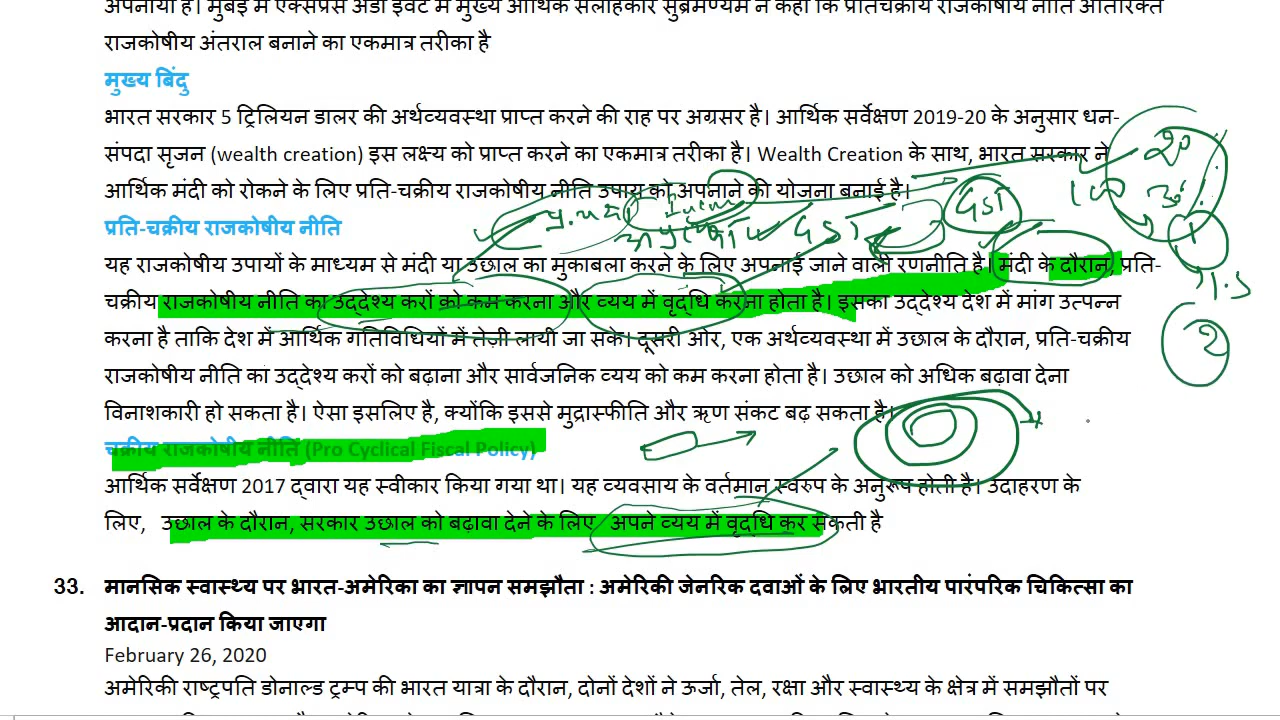 अपनाया है। मुंबई में एक्सप्रेस अड्डा इवेंट में मुख्य आर्थिक सलाहकार सुब्रमण्यम ने कहा कि प्रतिचक्रीय राजकोषीय नीति अतिरिक्त
राजकोषीय अंतराल बनाने का एकमात्र तरीका है
मुख्य बिंदु
भारत सरकार 5 ट्रिलियन डालर की अर्थव्यवस्था प्राप्त करने की राह पर अग्रसर है। आर्थिक सर्वेक्षण 2019-20 के अनुसार धन-
संपदा सृजन (wealth creation) इस लक्ष्य को प्राप्त करने का एकमात्र तरीका है। Wealth Creation के साथ, भारत सरकार ने
आर्थिक मंदी को रोकने के लिए प्रति-चक्रीय राजकोषीय नीति उपाय को अपनाने की योजना बनाई है।
प्रति-चक्रीय राजकोषीय नीति
यह राजकोषीय उपायों के माध्यम से मंदी या उछाल का मुकाबला करने के लिए अपनाई जाने वाली रणनीति है। मंदी के दौरान, प्रति-
चक्रीय राजकोषीय नीति का उद्देश्य करों को कम करना और व्यय में वृद्धि करना होता है। इसका उद्देश्य देश में मांग उत्पन्न
करना है ताकि देश में आर्थिक गतिविधियों में तेज़ी लायी जा सके। दूसरी ओर, एक अर्थव्यवस्था में उछाल के दौरान, प्रति-चक्रीय
राजकोषीय नीति का उद्देश्य करों को बढ़ाना और सार्वजनिक व्यय को कम करना होता है। उछाल को अधिक बढ़ावा देना
विनाशकारी हो सकता है। ऐसा इसलिए है, क्योंकि इससे मुद्रास्फीति और ऋण संकट बढ़ सकता है।
चक्रीय राजकोषीय नीति (Pro Cyclical Fiscal Policy)
आर्थिक सर्वेक्षण 2017 द्वारा यह स्वीकार किया गया था। यह व्यवसाय के वर्तमान स्वरुप के अनुरूप होती है। उदाहरण के
लिए, उछाल के दौरान, सरकार उछाल को बढ़ावा देने के लिए अपने व्यय में वृद्धि कर सकती है
33. मानसिक स्वास्थ्य पर भारत-अमेरिका का ज्ञापन समझौता : अमेरिकी जेनरिक दवाओं के लिए भारतीय पारंपरिक चिकित्सा का
आदान-प्रदान किया जाएगा
February 26, 2020
अमेरिकी राष्ट्रपति डोनाल्ड ट्रम्प की भारत यात्रा के दौरान, दोनों देशों ने ऊर्जा, तेल, रक्षा और स्वास्थ्य के क्षेत्र में समझौतों पर